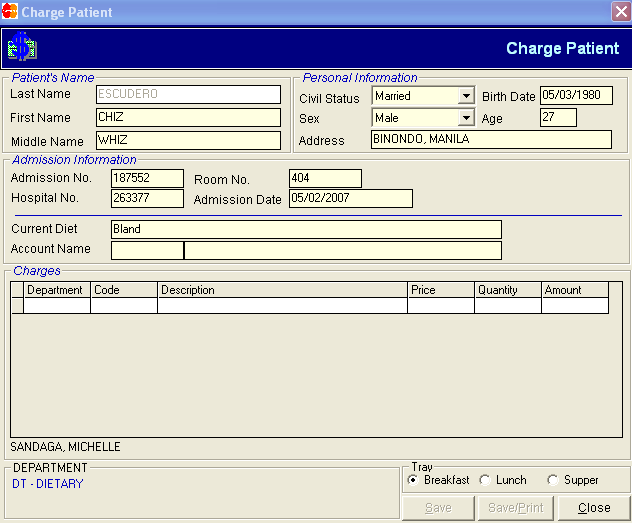 Charge Patient
Charge Patient
Patient's Name
Last Name ESCUDERO
First Name CHIZ
Middle Name WHIZ
Personal Information
Civil Status Married Birth Date 05/03/1980
Sex Male Age 27
Address BINONDO, MANILA
Admission Information
Admission No. 187552 Room No. 404
Hospital No. 263377 Admission Date 05/02/2007
Current Diet Bland
Account Name
Charges
Department Code Description Price Quantity Amount
SANDAGA, MICHELLE
DEPARTMENT
DT - DIETARY
Tray
Breakfast Lunch Supper
Save Save/Print Close